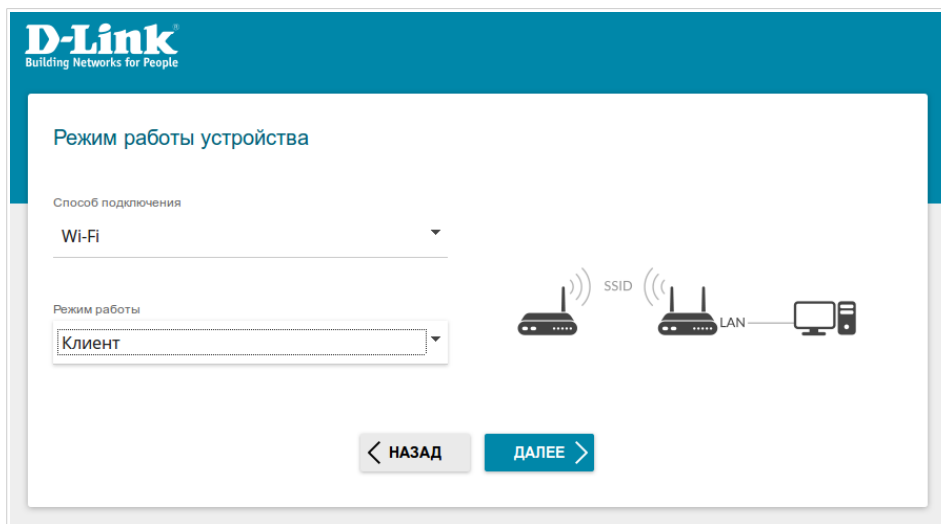 D-Link®
Building Networks for People
Режим работы устройства
Способ подключения
Wi-Fi
Режим работы
Клиент
SSID
LAN
НАЗАД
ДАЛЕЕ